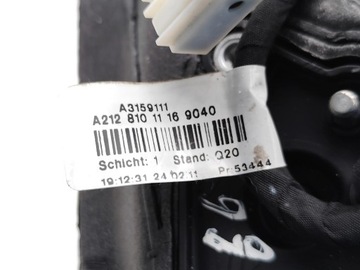 A3159111
A212 810 11 16 9040
Schicht: 1 Stand: Q20
19:12:31 24.02.11 Pr: 53444